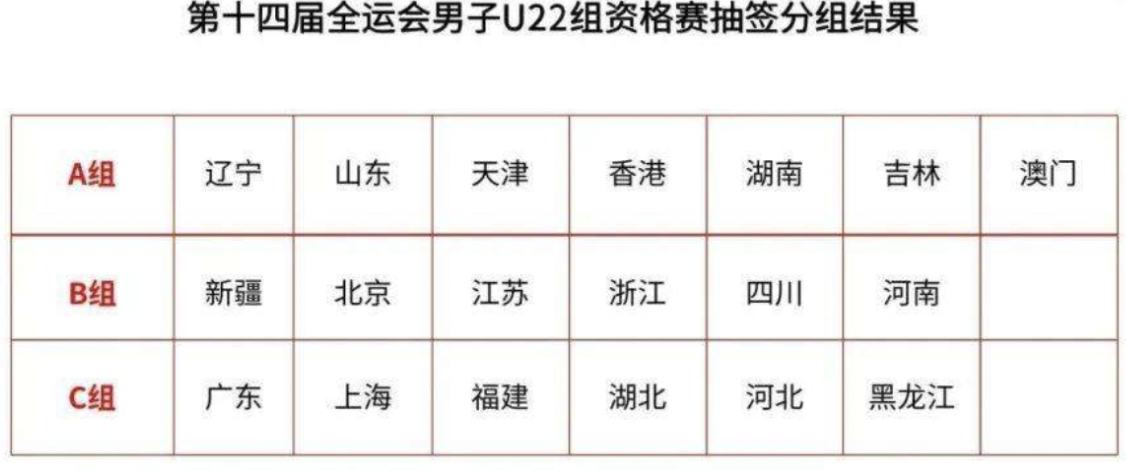 第十四届全运会男子U22组资格赛抽签分组结果
A组 辽宁 山东 天津 香港 湖南 吉林 澳门
B组 新疆 北京 江苏 浙江 四川 河南
C组 广东 上海 福建 湖北 河北 黑龙江